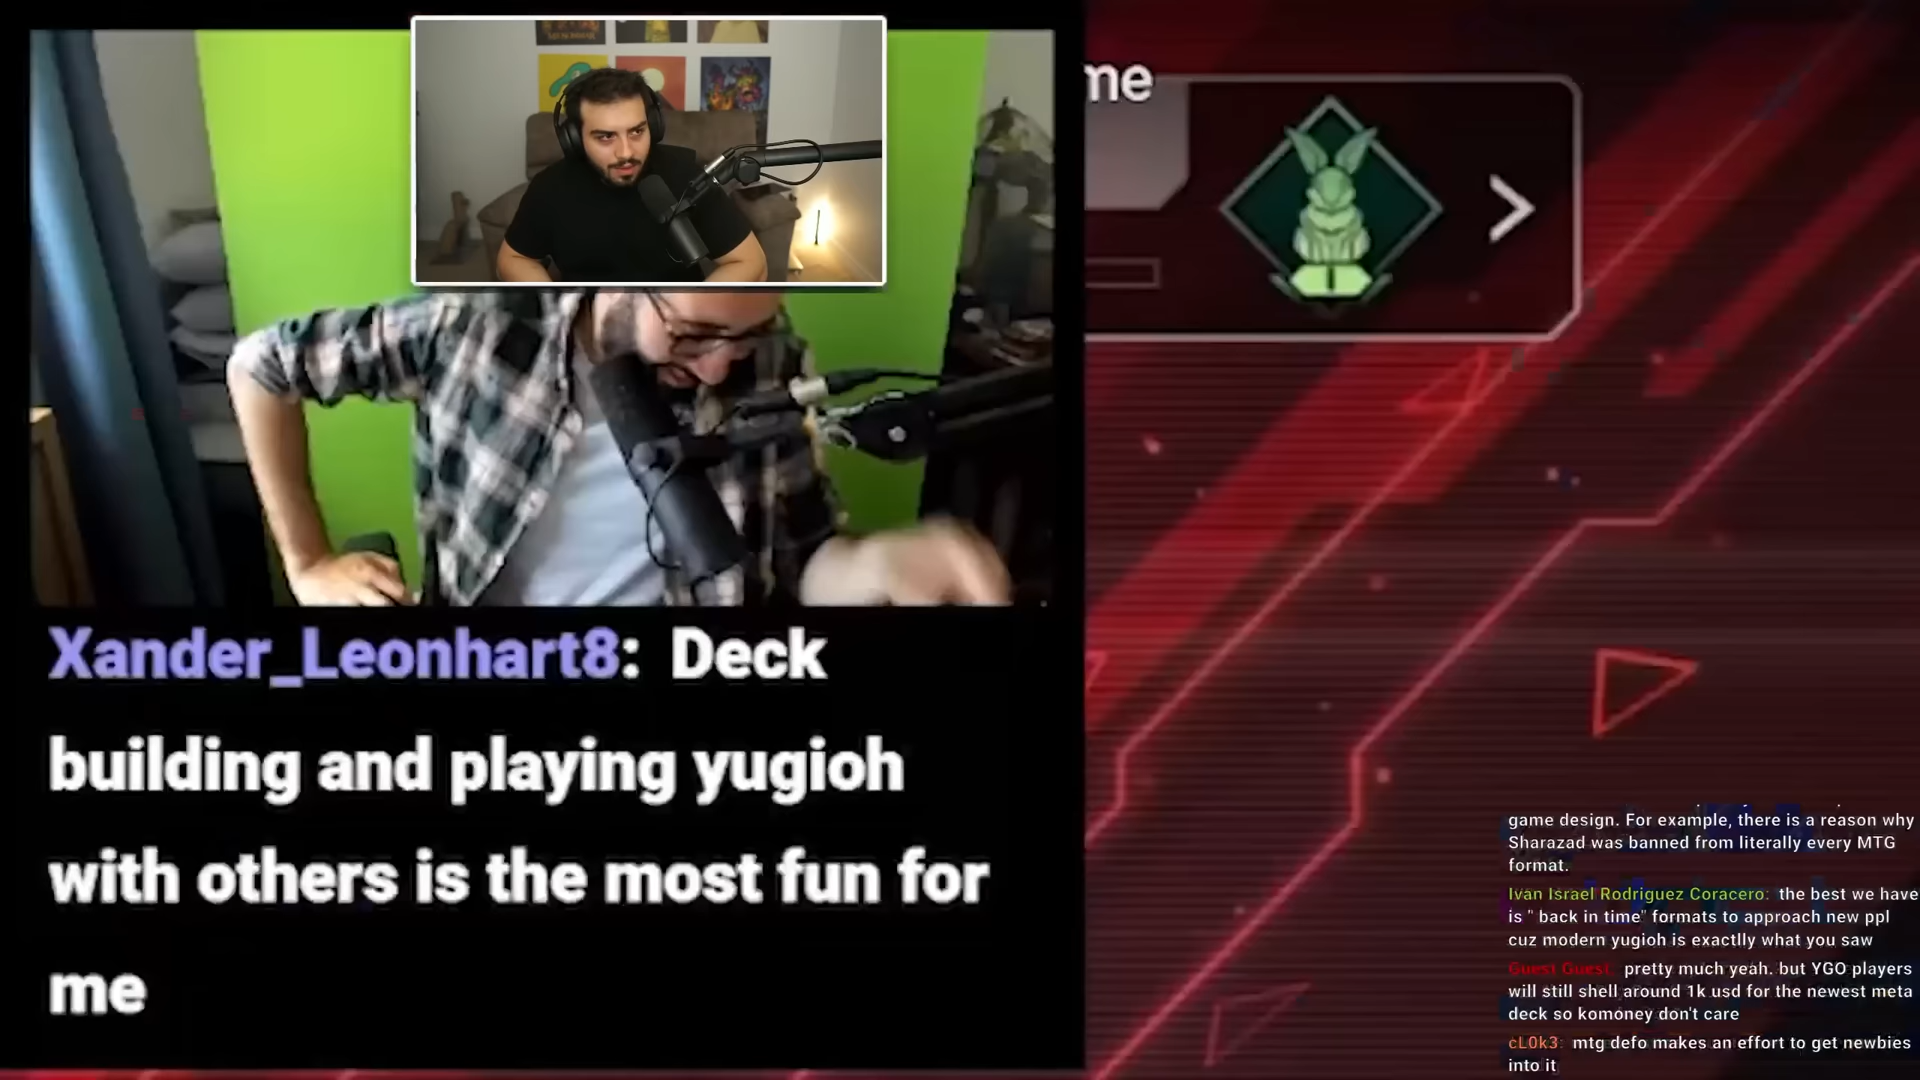 me
Xander_Leonhart8: Deck
building and playing yugioh
with others is the most fun for
me
game design. For example, there is a reason why
Sharazad was banned from literally every MTG
format.
Ivan Israel Rodriguez Coracero: the best we have
is " back in time" formats to approach new ppl
cuz modern yugioh is exactlly what you saw
Guest Guest: pretty much yeah. but YGO players
will still shell around 1k usd for the newest meta
deck so komoney don't care
cL0k3: mtg defo makes an effort to get newbies
into it